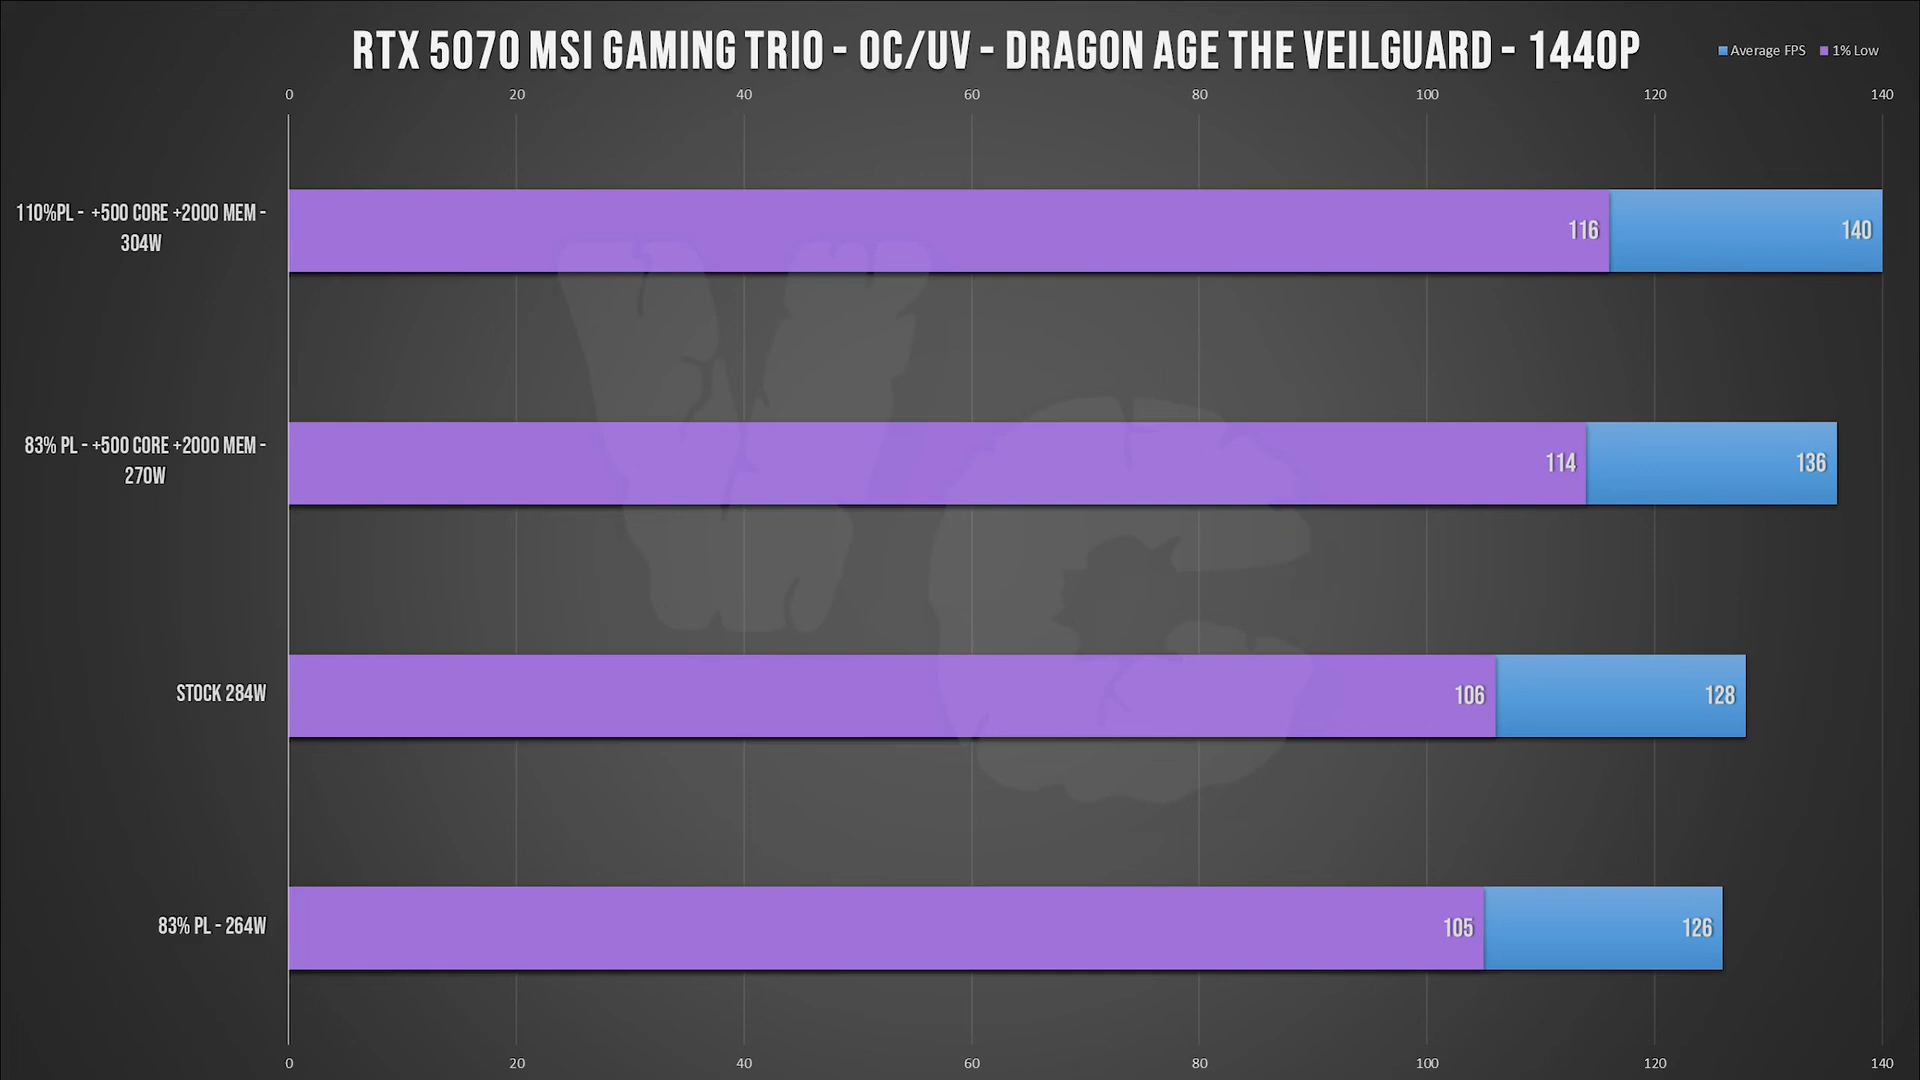 RTX 5070 MSI GAMING TRIO - OC/UV - DRAGON AGE THE VEILGUARD - 1440P
Average FPS 1% Low
0 20 40 60 80 100 120 140
110%PL - +500 CORE +2000 MEM -
304W
116 140
83% PL - +500 CORE +2000 MEM -
270W
114 136
STOCK 284W
106 128
83% PL - 264W
105 126
0 20 40 60 80 100 120 140
WG